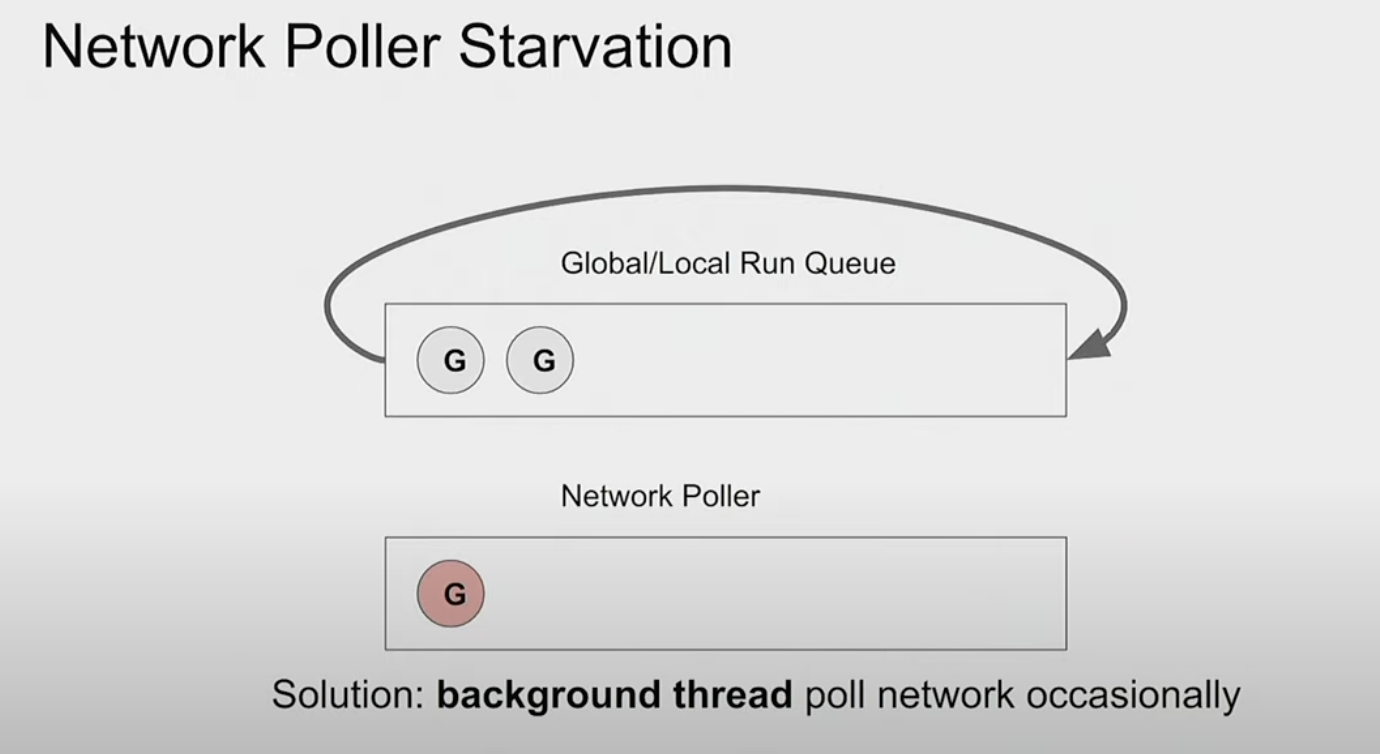 Network Poller Starvation
Global/Local Run Queue
G G
Network Poller
G
Solution: background thread poll network occasionally